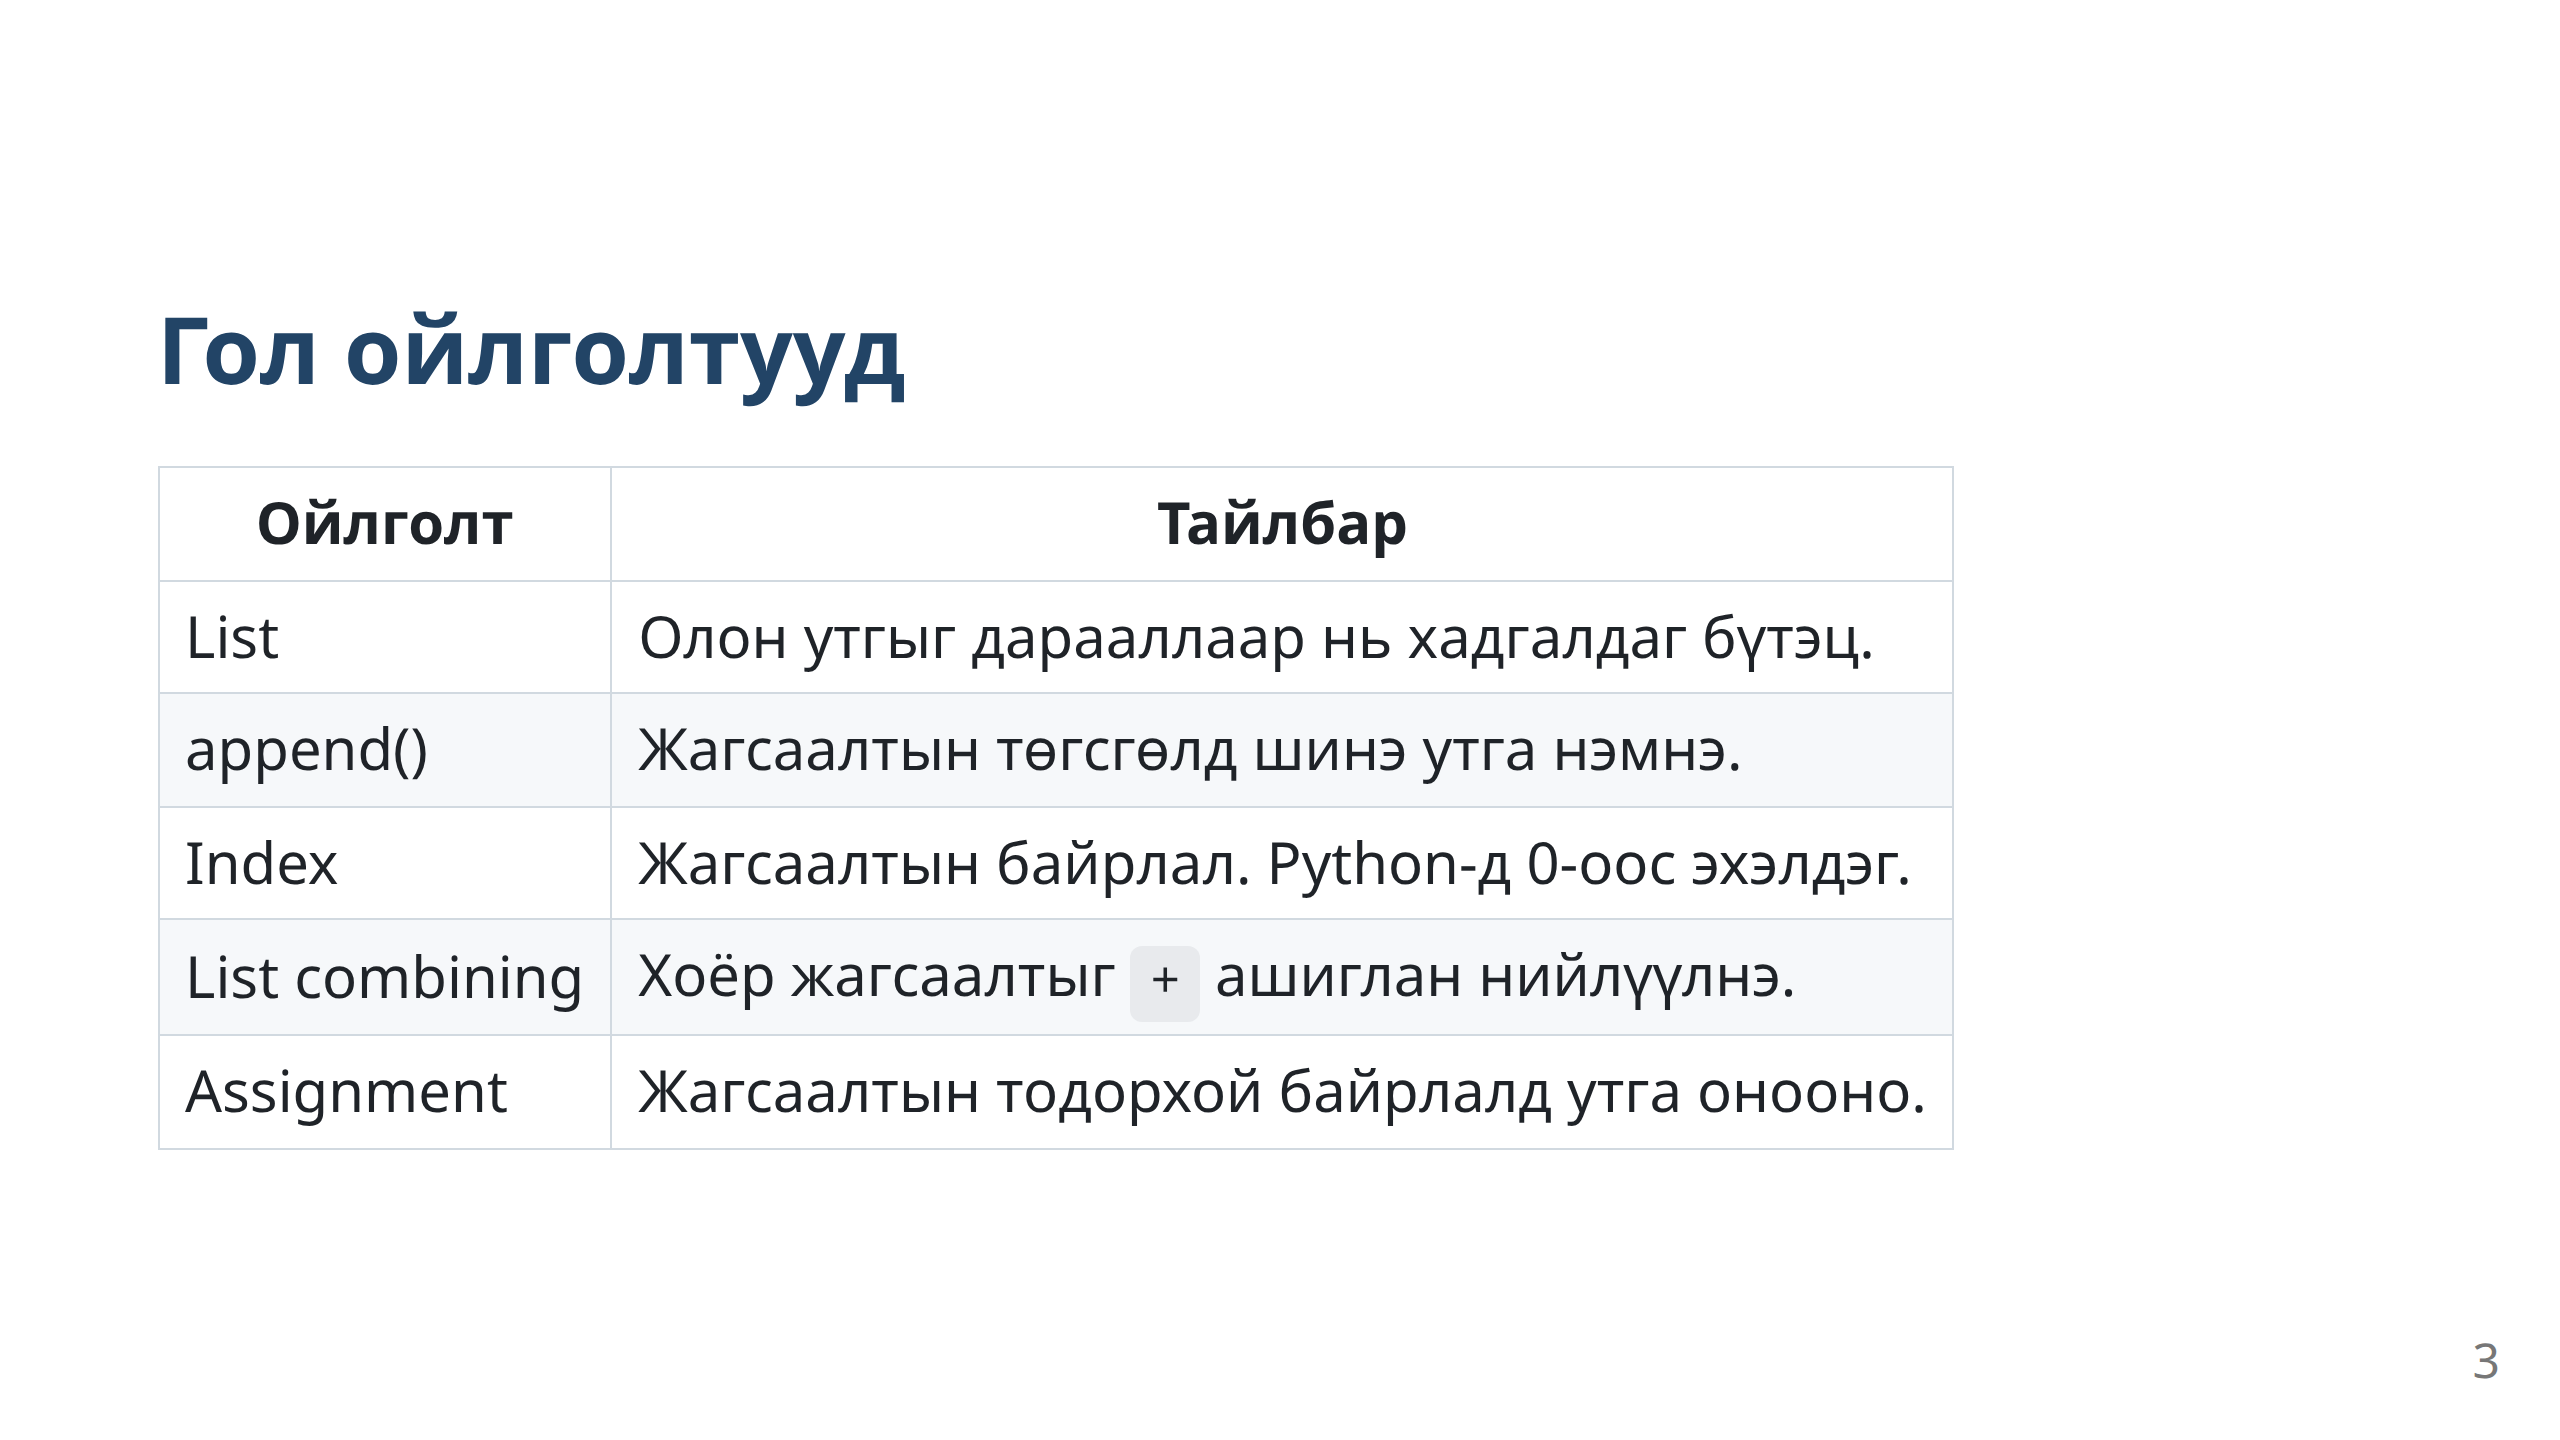 Гол ойлголтууд
Ойлголт Тайлбар
List Олон утгыг дарааллаар нь хадгалдаг бүтэц.
append() Жагсаалтын төгсгөлд шинэ утга нэмнэ.
Index Жагсаалтын байрлал. Python-д 0-оос эхэлдэг.
List combining Хоёр жагсаалтыг + ашиглан нийлүүлнэ.
Assignment Жагсаалтын тодорхой байрлалд утга онооно.
3